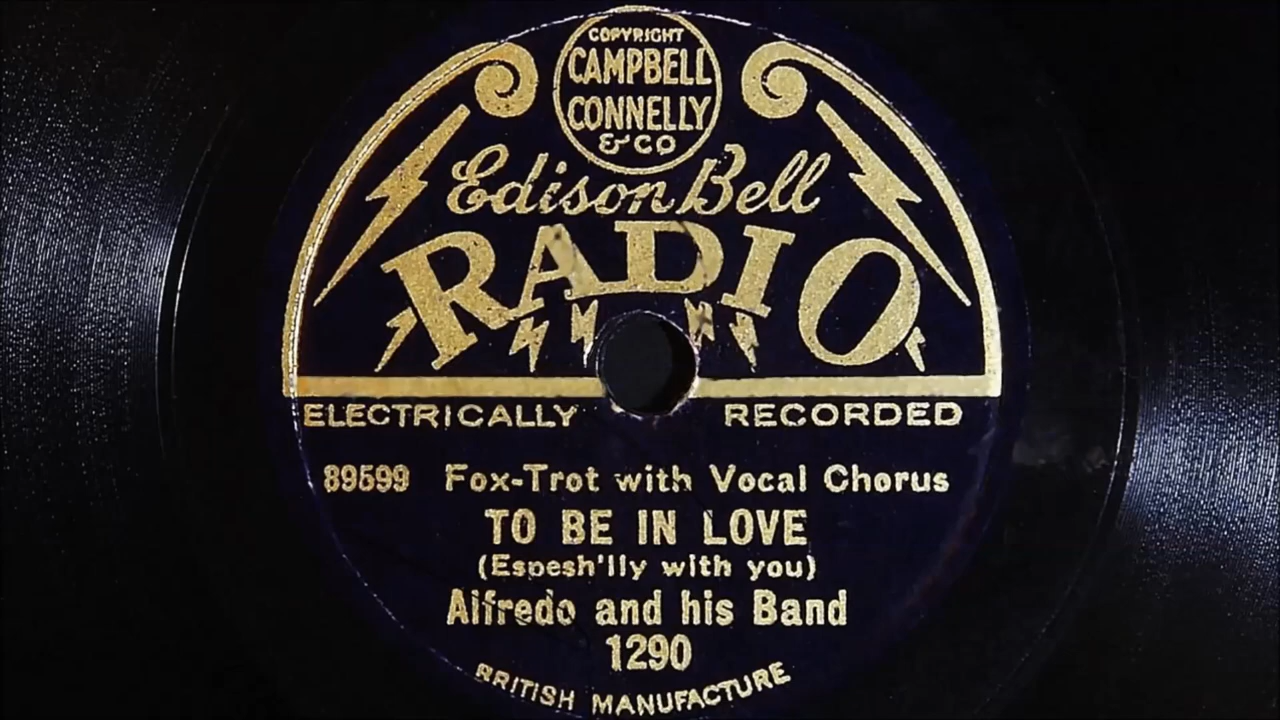 COPYRIGHT
CAMPBELL
CONNELLY
& CO
Edison Bell
RADIO
ELECTRICALLY RECORDED
89599 Fox-Trot with Vocal Chorus
TO BE IN LOVE
(Espesh'lly with you)
Alfredo and his Band
1290
BRITISH MANUFACTURE